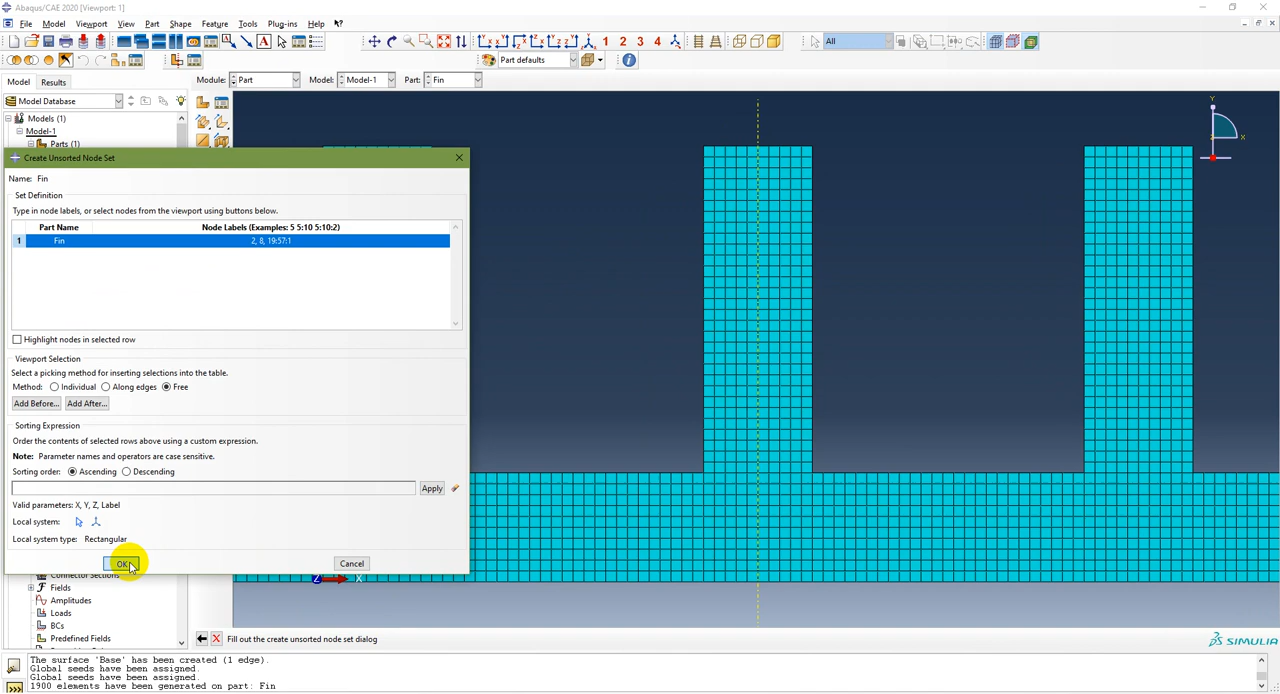 Abaqus/CAE 2020 [Viewport: 1]
File Model Viewport View Part Shape Feature Tools Plug-ins Help
1 2 3 4 All
Part defaults
Model Results Module: Part Model: Model-1 Part: Fin
Model Database
Models (1)
Model-1
Parts (1)
Create Unsorted Node Set
Name: Fin
Set Definition
Type in node labels, or select nodes from the viewport using buttons below.
Part Name Node Labels (Examples: 5 5:10 5:10:2)
1 Fin 2, 8, 19:57:1
Highlight nodes in selected row
Viewport Selection
Select a picking method for inserting selections into the table.
Method: Individual Along edges Free
Add Before... Add After...
Sorting Expression
Order the contents of selected rows above using a custom expression.
Note: Parameter names and operators are case sensitive.
Sorting order: Ascending Descending
Apply
Valid parameters: X, Y, Z, Label
Local system:
Local system type: Rectangular
OK Cancel
Connector Sections
Fields
Amplitudes
Loads
BCs
Predefined Fields
Y
X
Z X
Fill out the create unsorted node set dialog
SIMULIA
The surface 'Base' has been created (1 edge).
Global seeds have been assigned.
Global seeds have been assigned.
1900 elements have been generated on part: Fin